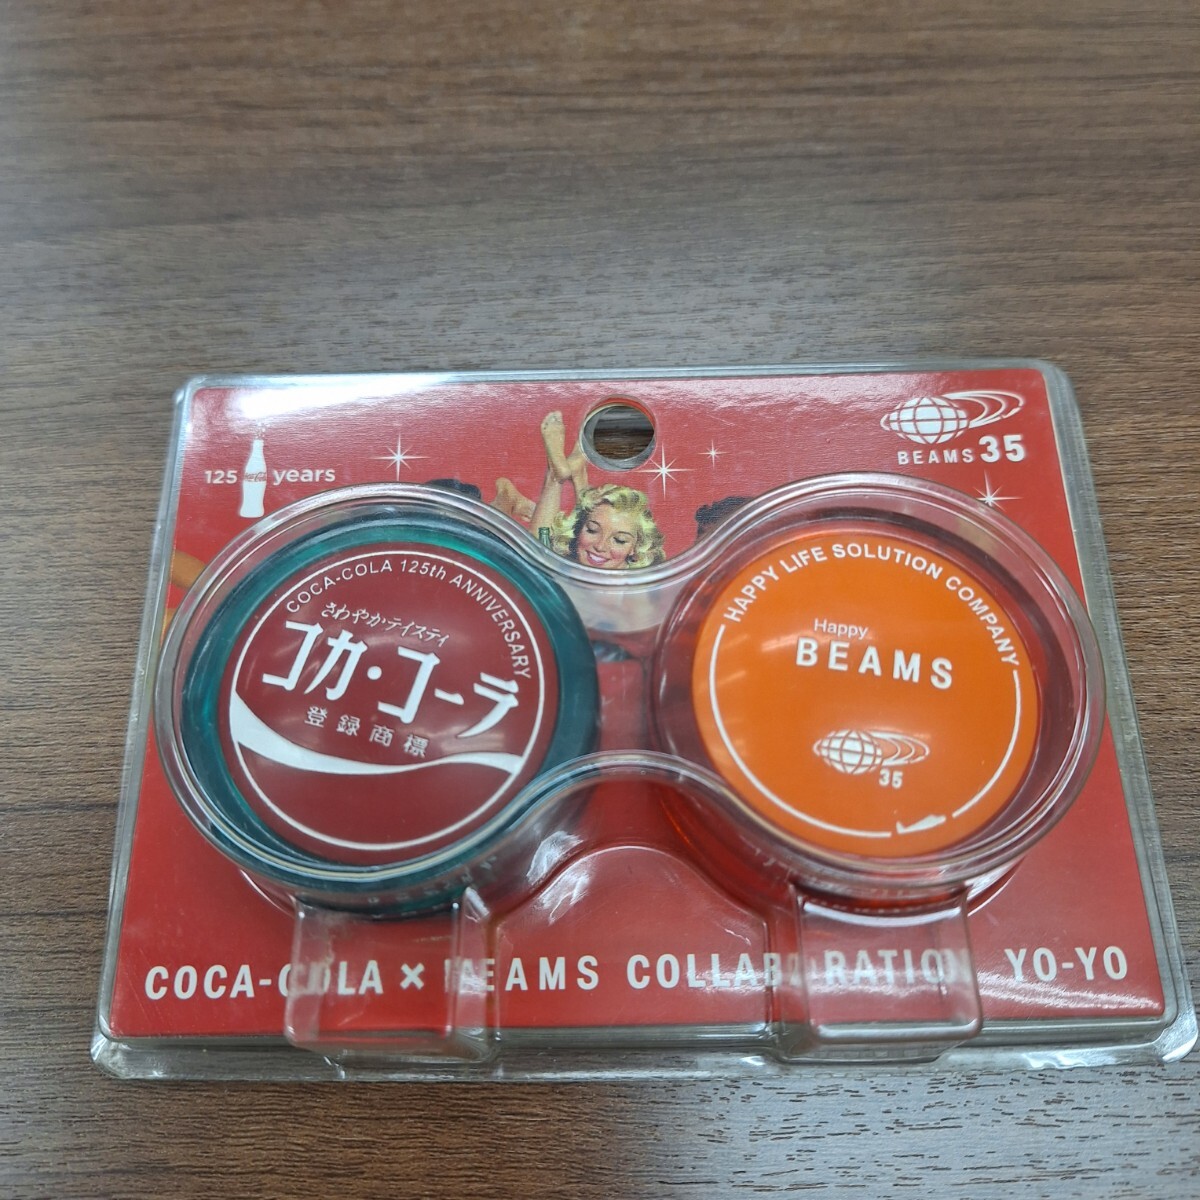 125 years
BEAMS 35
COCA-COLA 125th ANNIVERSARY
さわやかテイスティ
コカ・コーラ
登録商標
HAPPY LIFE SOLUTION COMPANY
Happy
BEAMS
35
COCA-COLA × BEAMS COLLABORATION YO-YO